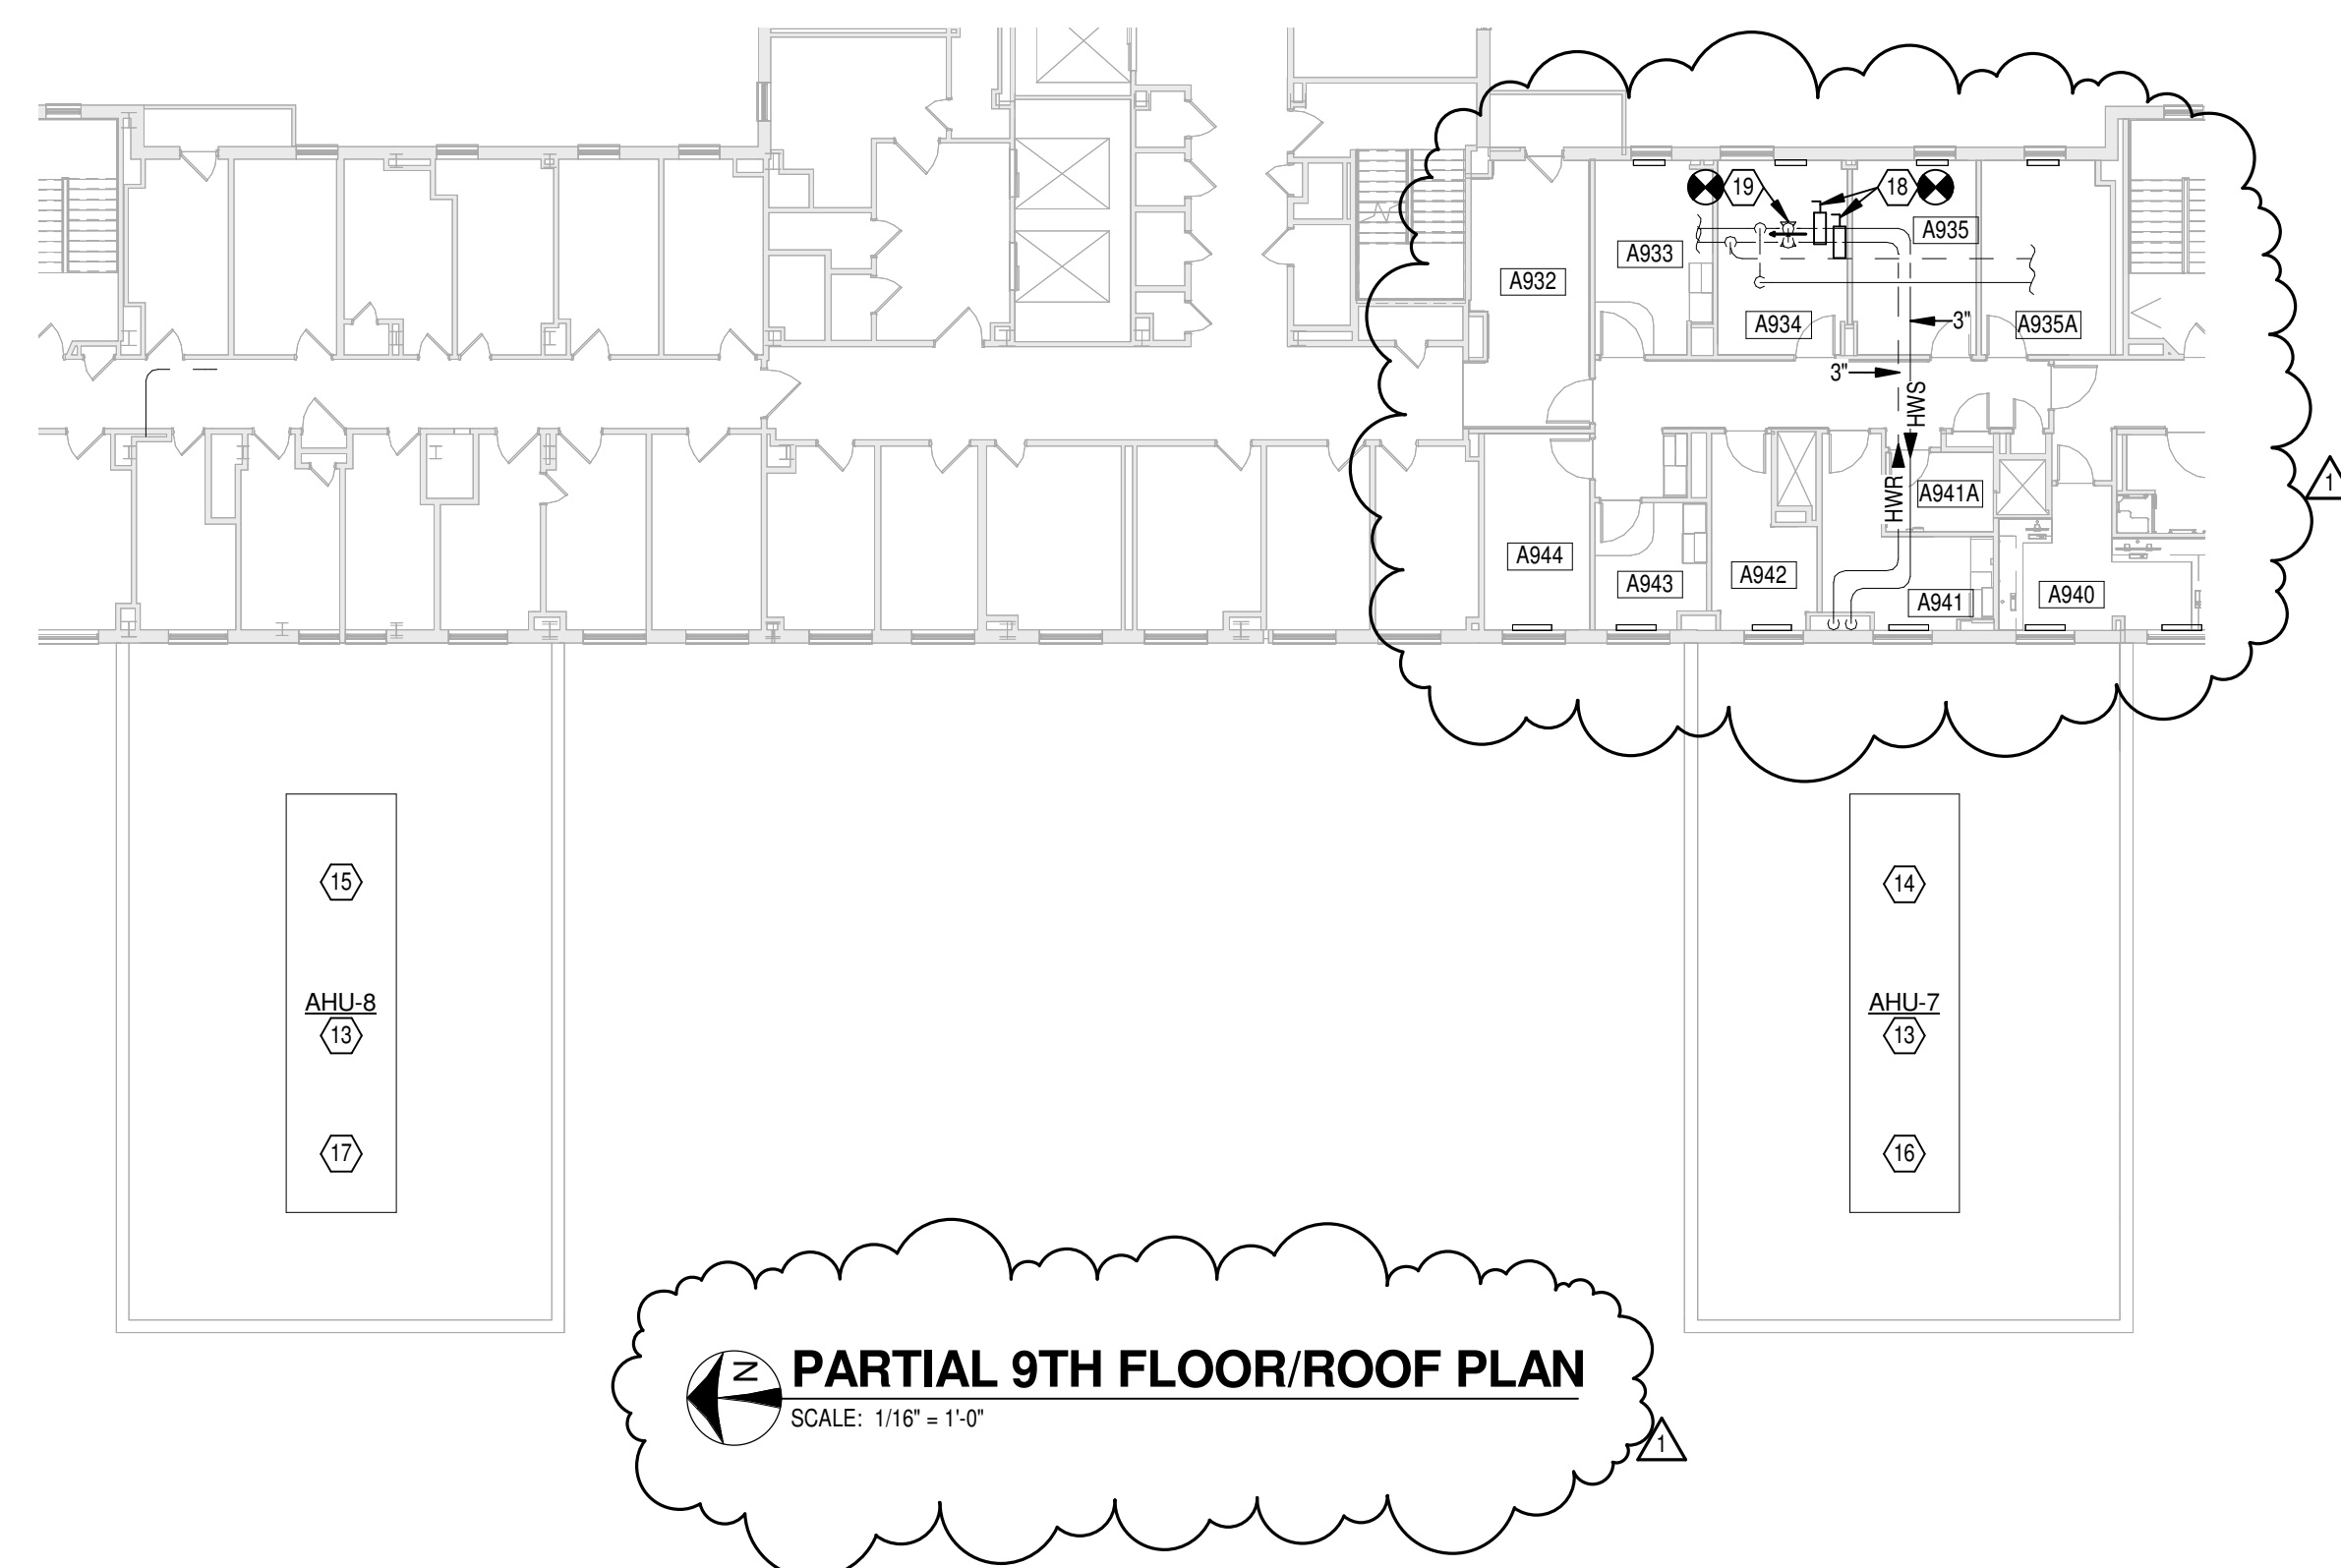 19
18
A935
A933
A932
A934
3"
A935A
3"
HWS
HWR
A941A
1
A944
A943
A942
A941
A940
15
14
AHU-8
AHU-7
13
13
17
16
N
PARTIAL 9TH FLOOR/ROOF PLAN
SCALE: 1/16" = 1'-0"
1